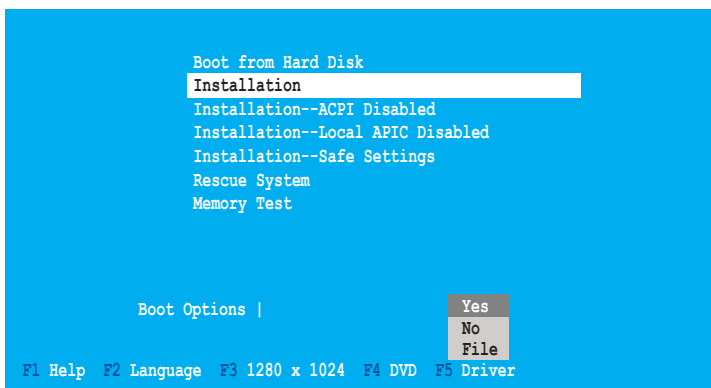 Boot from Hard Disk
Installation
Installation--ACPI Disabled
Installation--Local APIC Disabled
Installation--Safe Settings
Rescue System
Memory Test
Boot Options | Yes
No
File
F1 Help F2 Language F3 1280 x 1024 F4 DVD F5 Driver